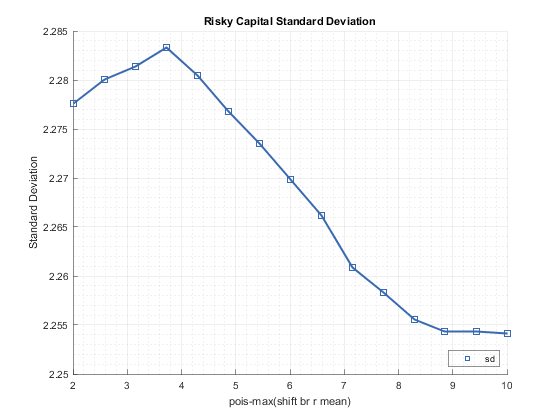 Risky Capital Standard Deviation
2.285
2.28
2.275
2.27
2.265
2.26
2.255
2.25
Standard Deviation
sd
2 3 4 5 6 7 8 9 10
pois-max(shift br r mean)